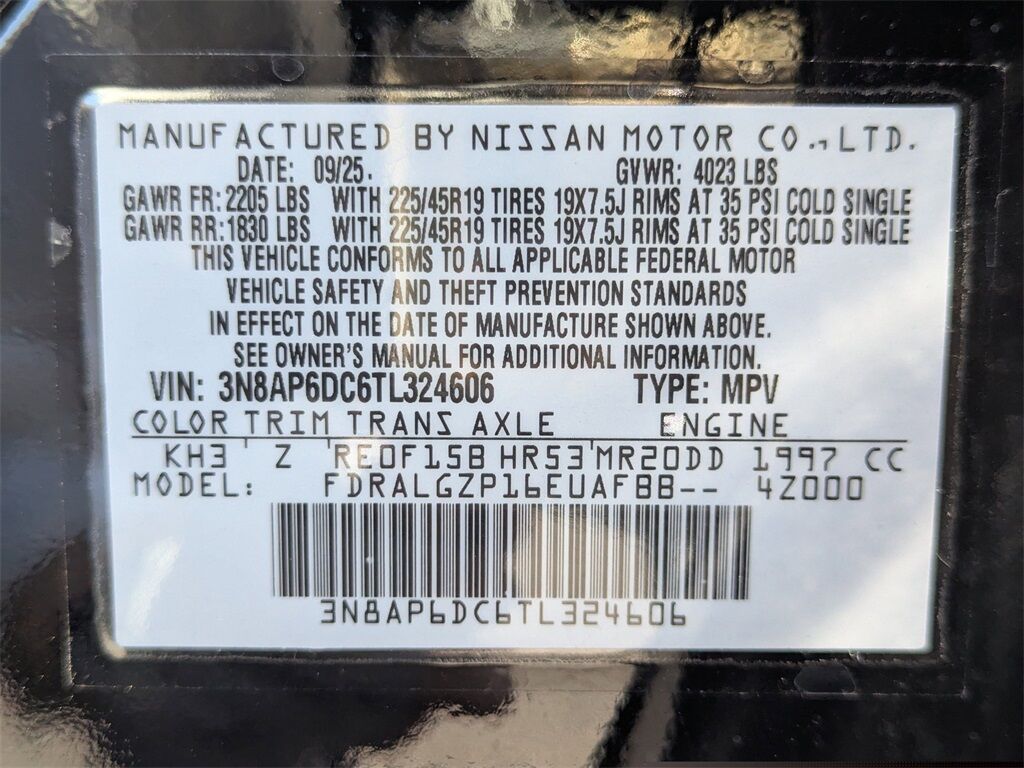 MANUFACTURED BY NISSAN MOTOR CO., LTD.
DATE: 09/25. GVWR: 4023 LBS
GAWR FR: 2205 LBS WITH 225/45R19 TIRES 19X7.5J RIMS AT 35 PSI COLD SINGLE
GAWR RR: 1830 LBS WITH 225/45R19 TIRES 19X7.5J RIMS AT 35 PSI COLD SINGLE
THIS VEHICLE CONFORMS TO ALL APPLICABLE FEDERAL MOTOR
VEHICLE SAFETY AND THEFT PREVENTION STANDARDS
IN EFFECT ON THE DATE OF MANUFACTURE SHOWN ABOVE.
SEE OWNER'S MANUAL FOR ADDITIONAL INFORMATION.
VIN: 3N8AP6DC6TL324606 TYPE: MPV
COLOR TRIM TRANS AXLE ENGINE
KH3 Z RE0F15B HR53 MR20DD 1997 CC
MODEL: FDRALGZP16EUAFBB-- 4Z000
3N8AP6DC6TL324606